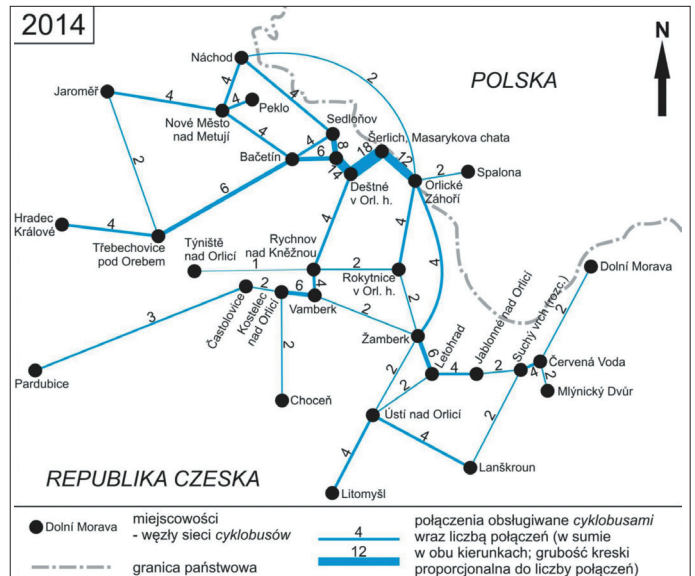 2014
N
POLSKA
Náchod
2
Jaroměř
4
4
4
4
Peklo
Nové Město
nad Metují
Sedloňov
4
4
8
Šerlich, Masarykova chata
2
Bačetín
6
18
12
14
2
Spalona
6
Deštné
v Orl. h.
Orlické
Záhoří
Hradec
Králové
4
4
4
Třebechovice
pod Orebem
Týniště
nad Orlicí
Rychnov
nad Kněžnou
4
1
2
Dolní Morava
Rokytnice
v Orl. h.
Častolovice
2
Kostelec
nad Orlicí
6
4
Vamberk
2
2
2
3
Žamberk
Letohrad
Jablonné nad Orlicí
Suchý vrch (rozc.)
2
6
Červená Voda
Pardubice
2
2
4
2
4
2
Mlýnický Dvůr
Choceň
Ústí nad Orlicí
2
4
4
Lanškroun
REPUBLIKA CZESKA
Litomyšl
Dolní Morava
miejscowości
- węzły sieci cyklobusów
granica państwowa
4
12
połączenia obsługiwane cyklobusami
wraz liczbą połączeń (w sumie
w obu kierunkach; grubość kreski
proporcjonalna do liczby połączeń)